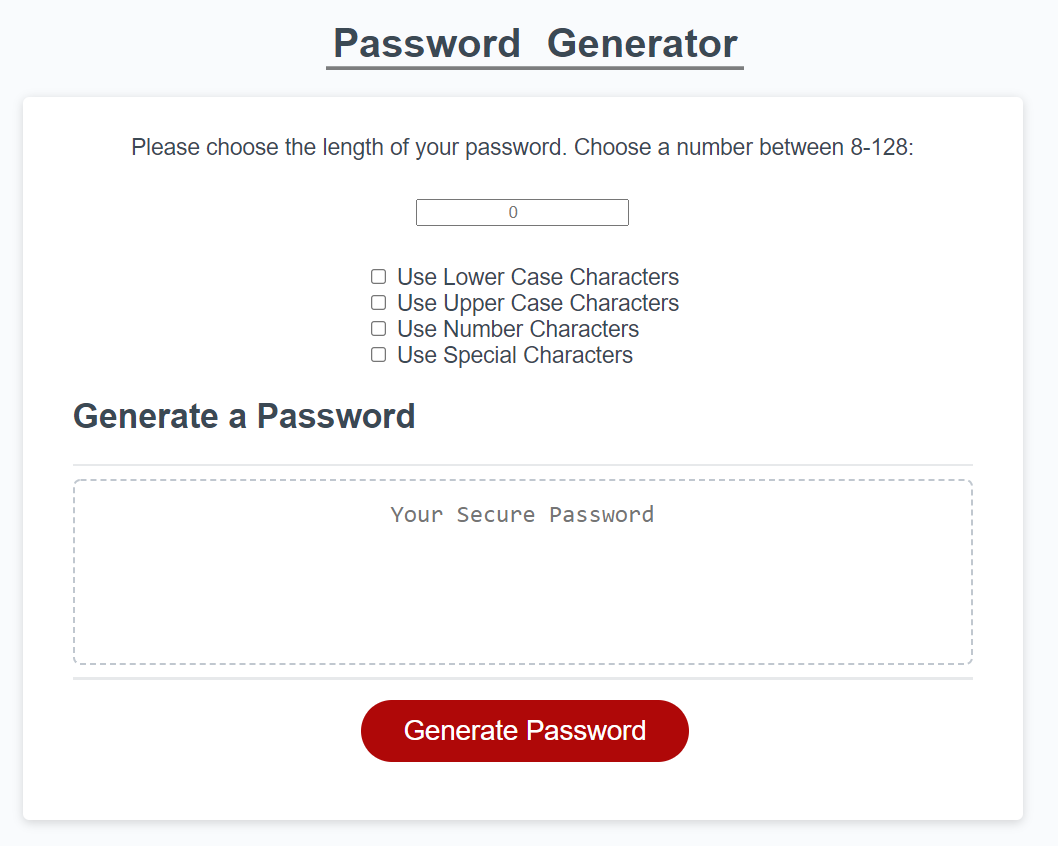 Password Generator
Please choose the length of your password. Choose a number between 8-128:
0
Use Lower Case Characters
Use Upper Case Characters
Use Number Characters
Use Special Characters
Generate a Password
Your Secure Password
Generate Password